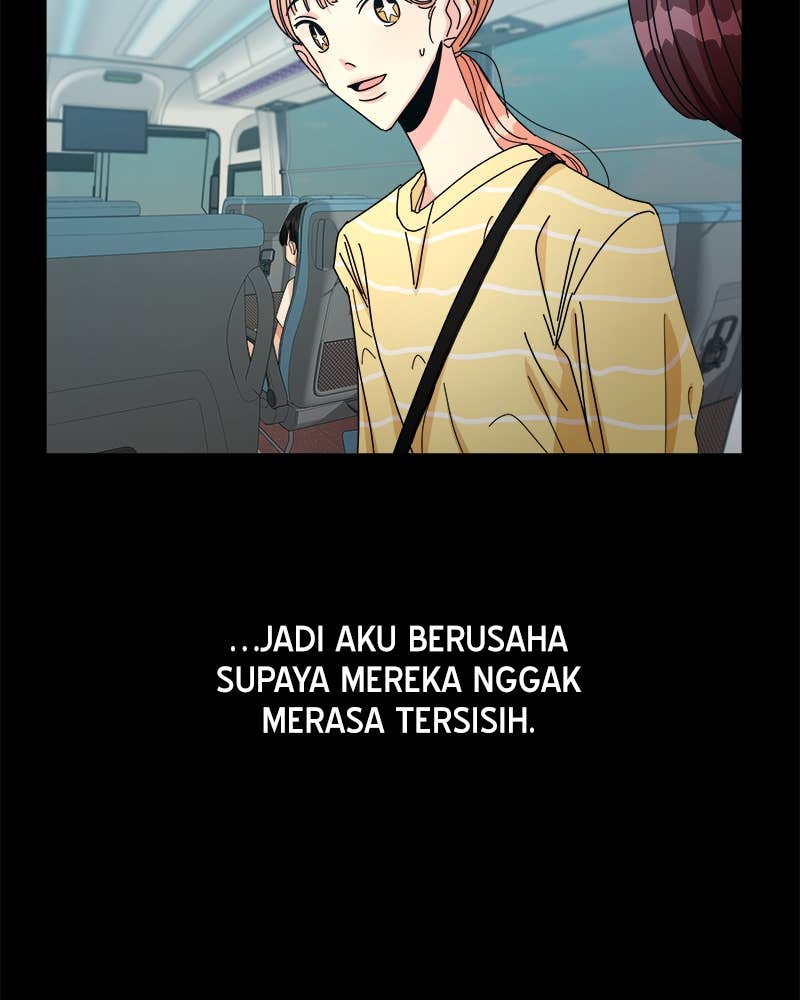 ...JADI AKU BERUSAHA
SUPAYA MEREKA NGGAK
MERASA TERSISIH.